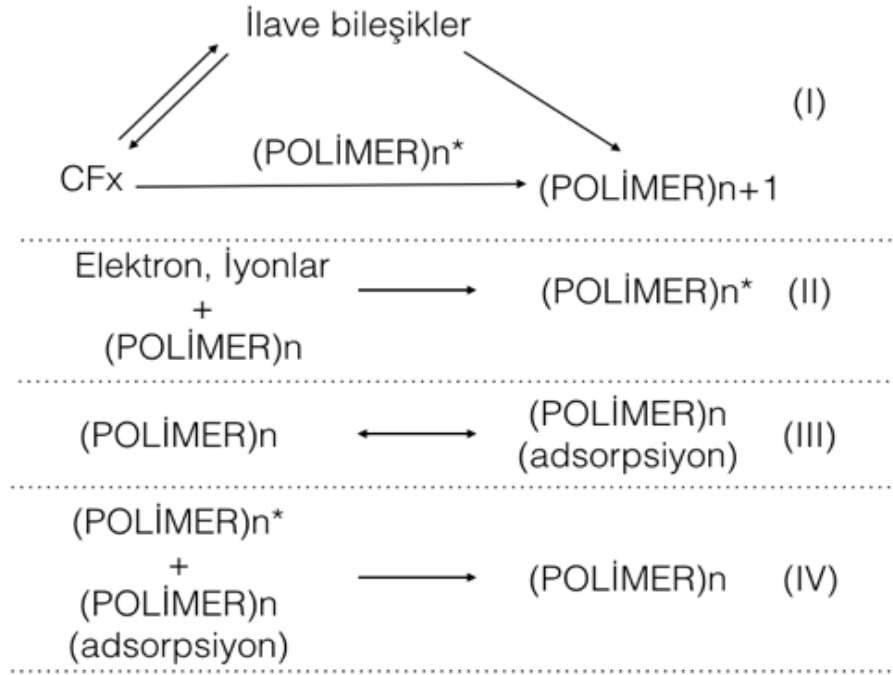 İlave bileşikler
(I)
(POLİMER)n*
CFx
(POLİMER)n+1
Elektron, İyonlar
+
(POLİMER)n
(POLİMER)n* (II)
(POLİMER)n
(POLİMER)n
(adsorpsiyon)
(III)
(POLİMER)n*
+
(POLİMER)n
(adsorpsiyon)
(POLİMER)n (IV)